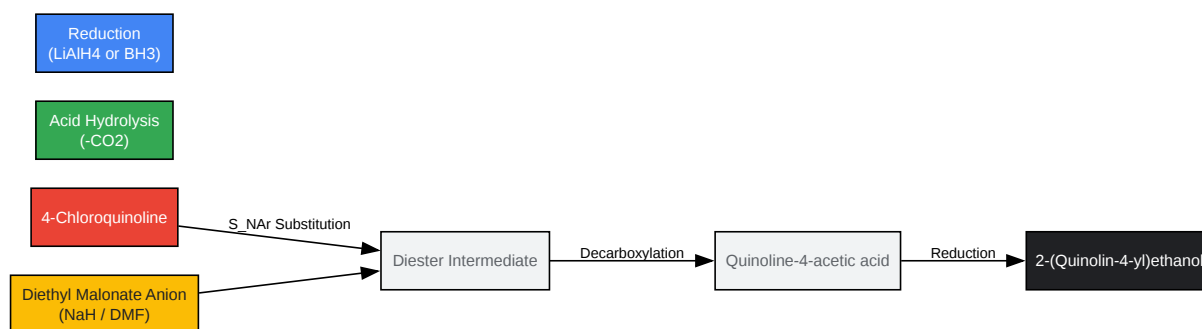 Reduction
(LiAlH4 or BH3)
Acid Hydrolysis
(-CO2)
4-Chloroquinoline
S_NAr Substitution
Diethyl Malonate Anion
(NaH / DMF)
Diester Intermediate
Decarboxylation
Quinoline-4-acetic acid
Reduction
2-(Quinolin-4-yl)ethanol